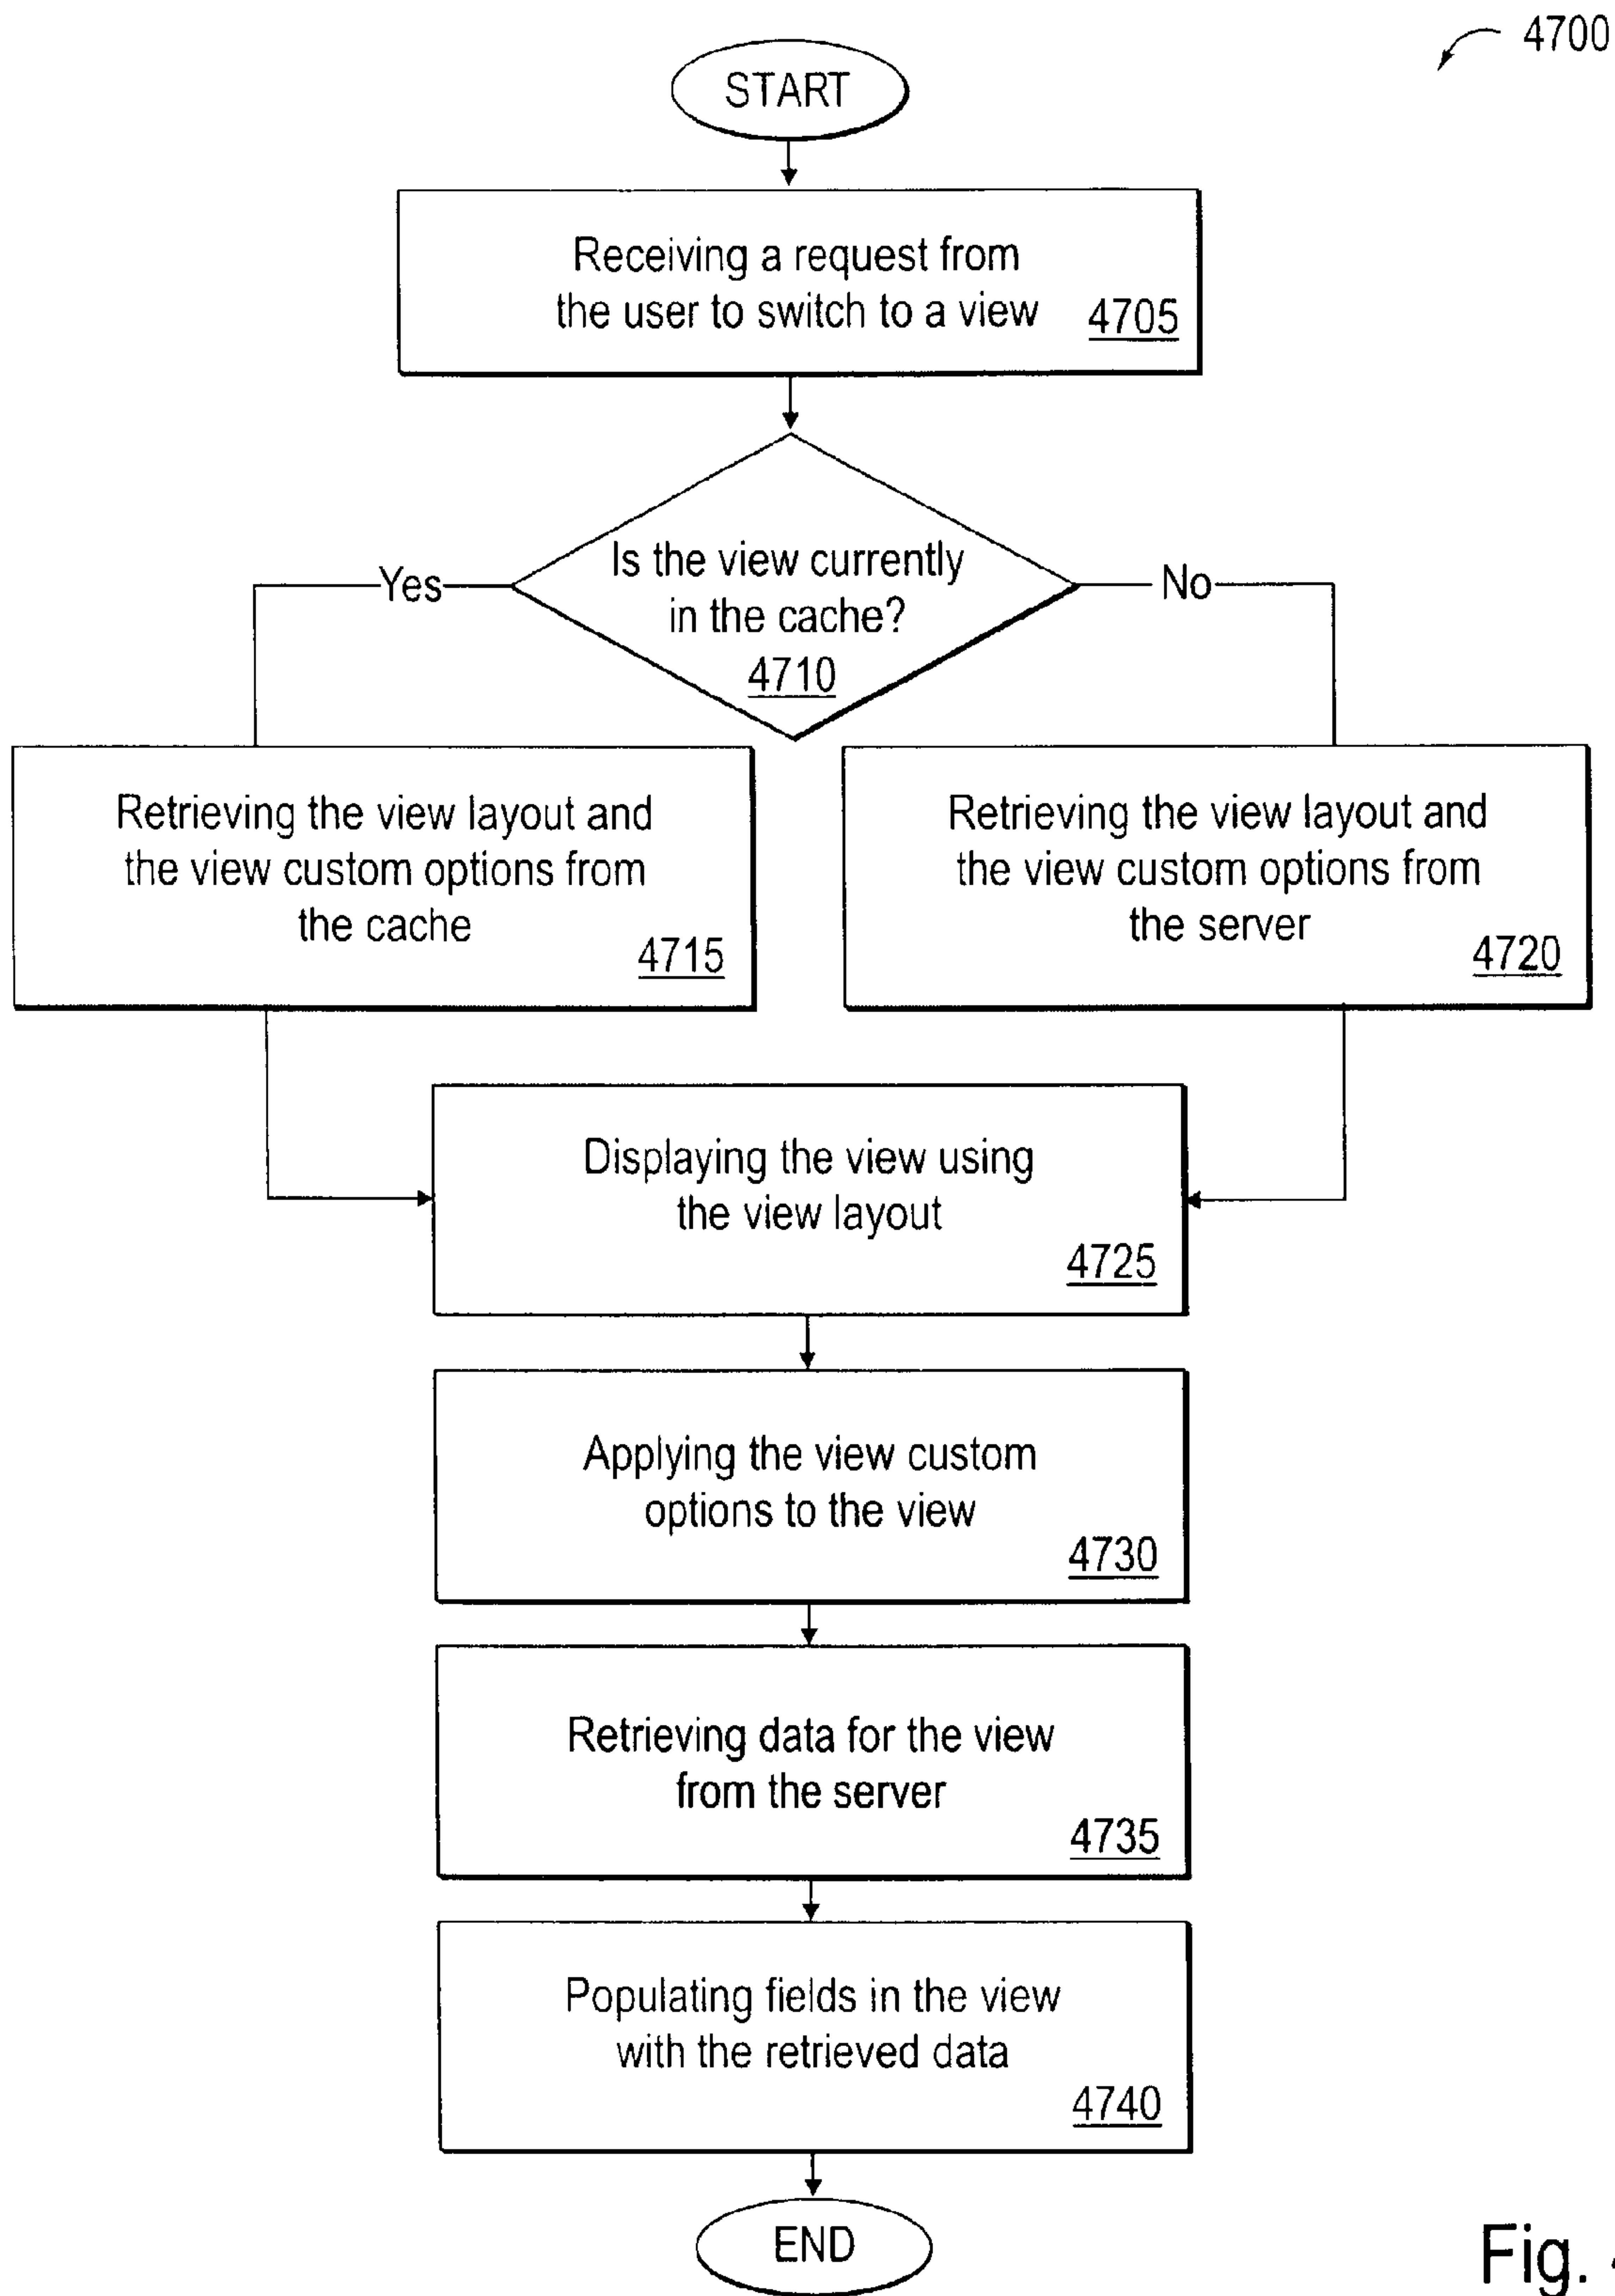 4700
START
Receiving a request from
the user to switch to a view 4705
Is the view currently
in the cache?
4710
Yes
No
Retrieving the view layout and
the view custom options from
the cache
4715
Retrieving the view layout and
the view custom options from
the server
4720
Displaying the view using
the view layout
4725
Applying the view custom
options to the view
4730
Retrieving data for the view
from the server
4735
Populating fields in the view
with the retrieved data
4740
END
Fig.